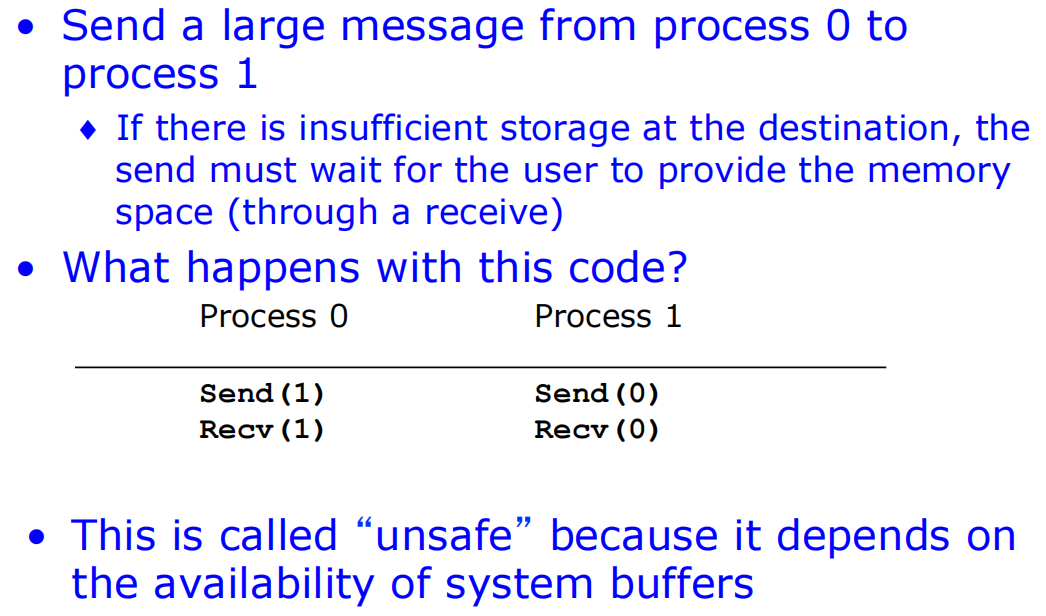 • Send a large message from process 0 to
process 1
♦ If there is insufficient storage at the destination, the
send must wait for the user to provide the memory
space (through a receive)
• What happens with this code?
Process 0 Process 1
Send(1) Send(0)
Recv(1) Recv(0)
• This is called “unsafe” because it depends on
the availability of system buffers